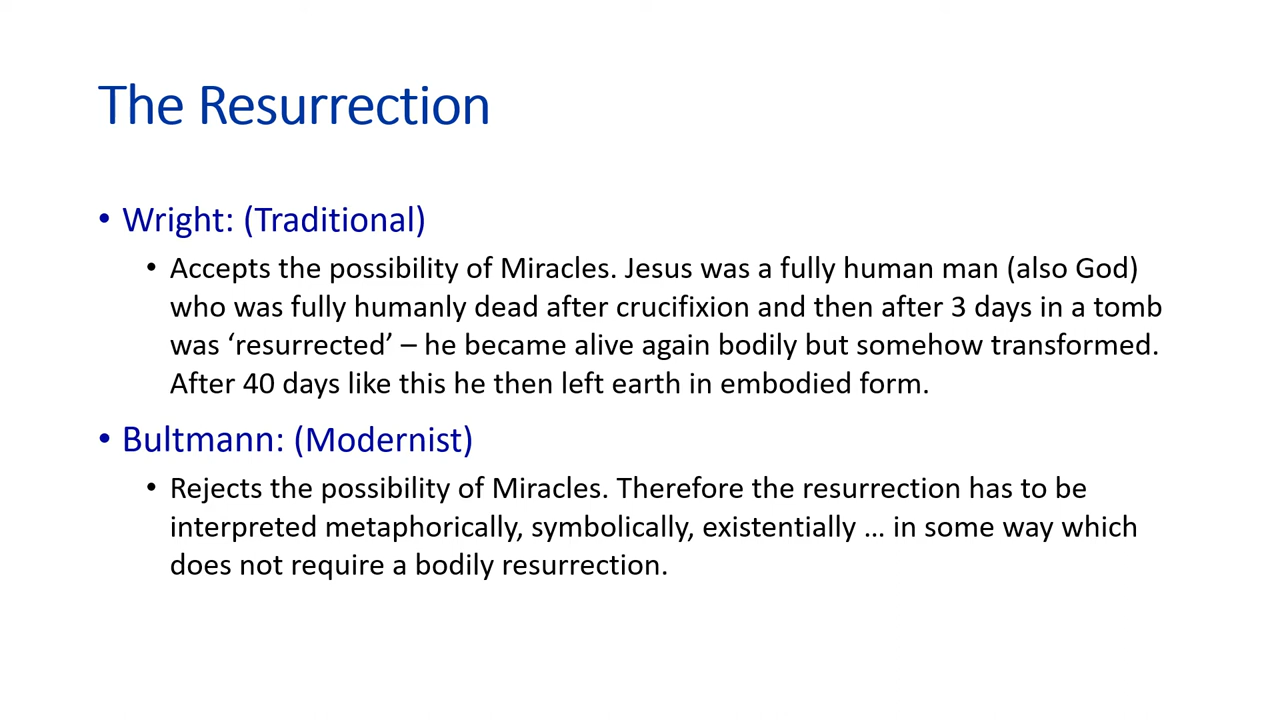 The Resurrection
• Wright: (Traditional)
• Accepts the possibility of Miracles. Jesus was a fully human man (also God)
who was fully humanly dead after crucifixion and then after 3 days in a tomb
was ‘resurrected’ – he became alive again bodily but somehow transformed.
After 40 days like this he then left earth in embodied form.
• Bultmann: (Modernist)
• Rejects the possibility of Miracles. Therefore the resurrection has to be
interpreted metaphorically, symbolically, existentially … in some way which
does not require a bodily resurrection.